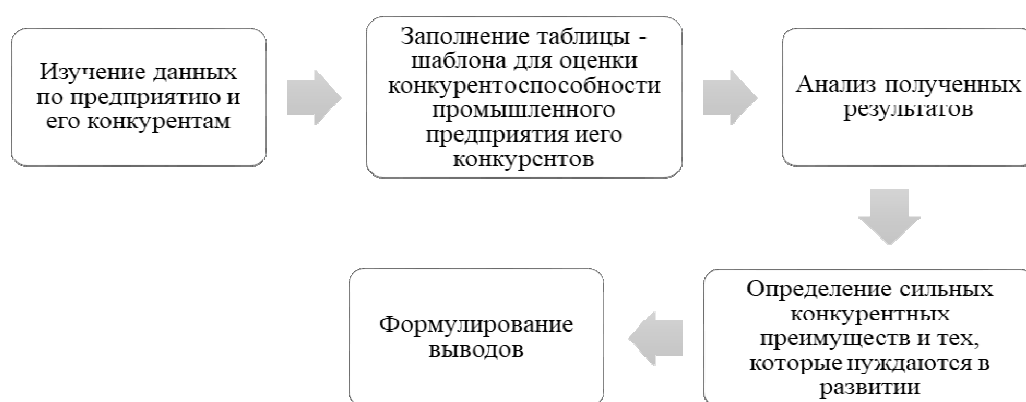 Изучение данных
по предприятию и
его конкурентам
Заполнение таблицы -
шаблона для оценки
конкурентоспособности
промышленного
предприятия иего
конкурентов
Анализ полученных
результатов
Определение сильных
конкурентных
преимуществ и тех,
которые нуждаются в
развитии
Формулирование
выводов